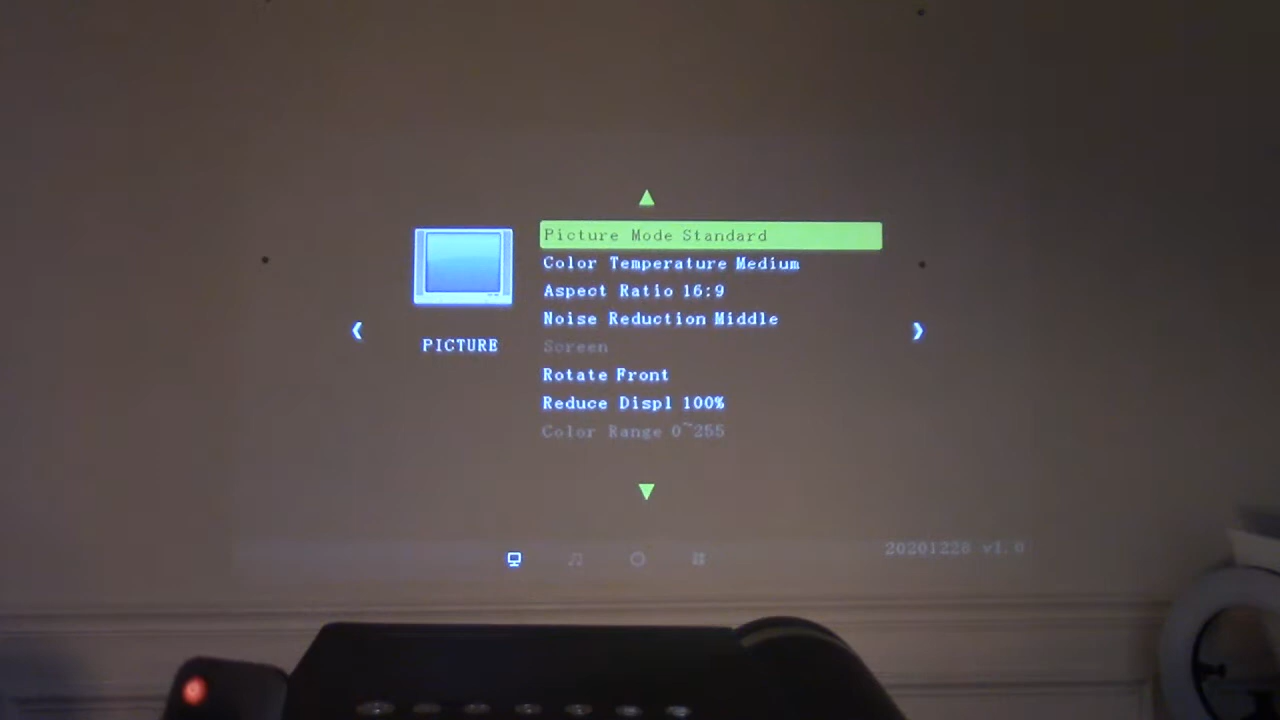 Picture Mode Standard
Color Temperature Medium
Aspect Ratio 16:9
Noise Reduction Middle
PICTURE
Screen
Rotate Front
Reduce Displ 100%
Color Range 0~255
20201228 v1.0